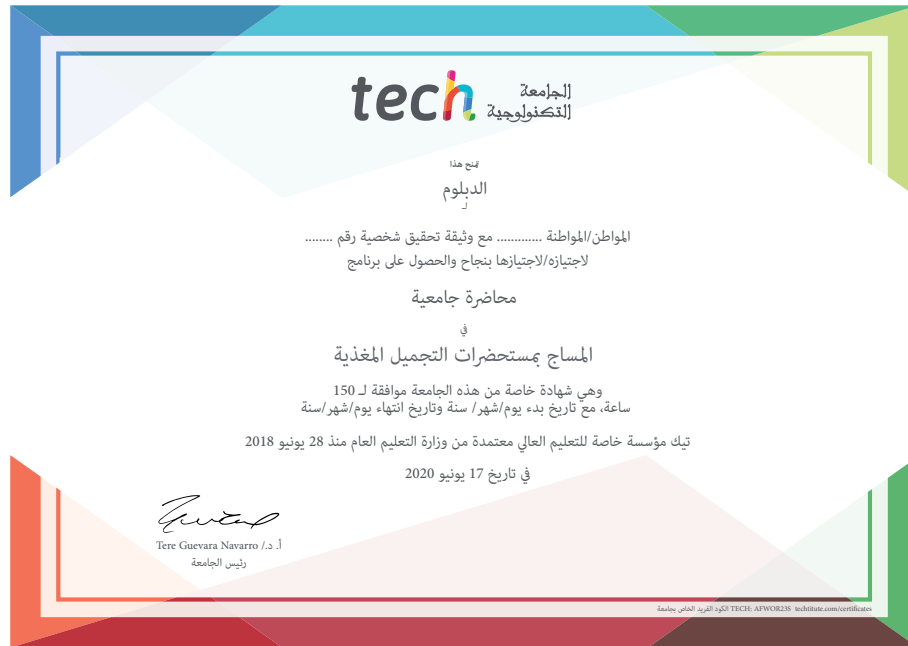 tech الجامعة
التكنولوجية
تمنح هذا
الدبلوم
لـ
المواطن/المواطنة ............. مع وثيقة تحقيق شخصية رقم ........
لاجتيازه/لاجتيازها بنجاح والحصول على برنامج
محاضرة جامعية
في
المساج بمستحضرات التجميل المغذية
وهي شهادة خاصة من هذه الجامعة موافقة لـ 150
ساعة، مع تاريخ بدء يوم/شهر/ سنة وتاريخ انتهاء يوم/شهر/سنة
تيك مؤسسة خاصة للتعليم العالي معتمدة من وزارة التعليم العام منذ 28 يونيو 2018
في تاريخ 17 يونيو 2020
أ. د./ Tere Guevara Navarro
رئيس الجامعة
الكود الفريد الخاص بجامعة TECH: AFWOR23S techtitute.com/certificates